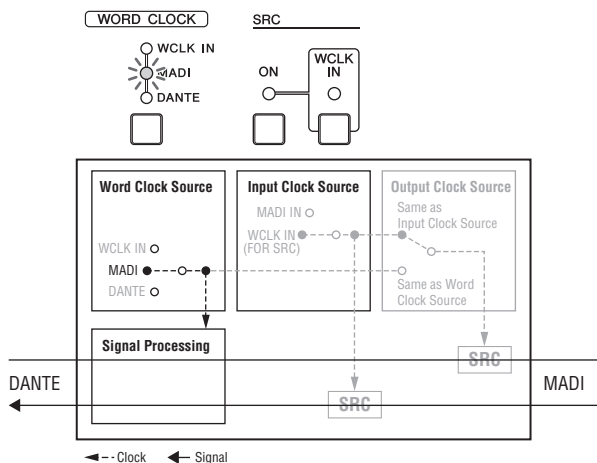 WORD CLOCK
SRC
WCLK IN
MADI
DANTE
ON
WCLK
IN
Word Clock Source
Input Clock Source
Output Clock Source
WCLK IN
MADI
DANTE
MADI IN
WCLK IN
(FOR SRC)
Same as
Input Clock Source
Same as Word
Clock Source
Signal Processing
SRC
SRC
DANTE
MADI
Clock
Signal